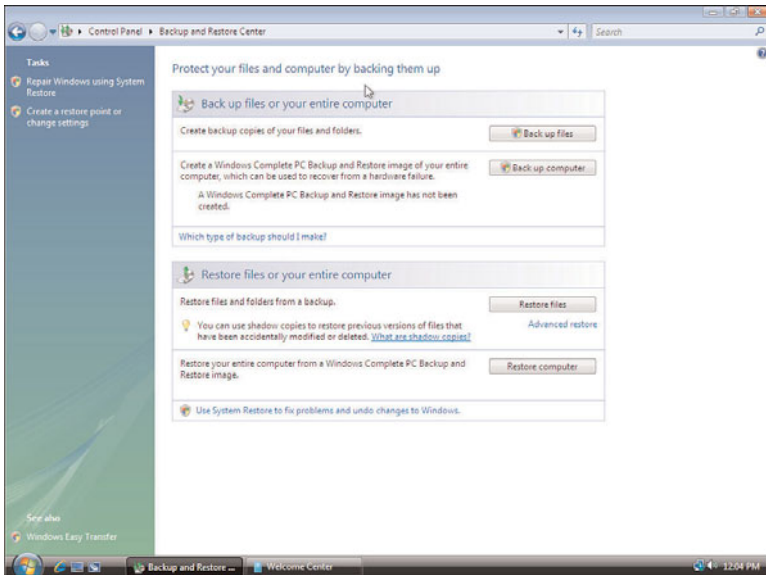 Control Panel ▸ Backup and Restore Center
Search
Tasks
Repair Windows using System
Restore
Create a restore point or
change settings
Protect your files and computer by backing them up
Back up files or your entire computer
Create backup copies of your files and folders.
Back up files
Create a Windows Complete PC Backup and Restore image of your entire
computer, which can be used to recover from a hardware failure.
Back up computer
A Windows Complete PC Backup and Restore image has not been
created.
Which type of backup should I make?
Restore files or your entire computer
Restore files and folders from a backup.
Restore files
You can use shadow copies to restore previous versions of files that
have been accidentally modified or deleted. What are shadow copies?
Advanced restore
Restore your entire computer from a Windows Complete PC Backup and
Restore image.
Restore computer
Use System Restore to fix problems and undo changes to Windows.
See also
Windows Easy Transfer
Backup and Restore ...
Welcome Center
12:04 PM